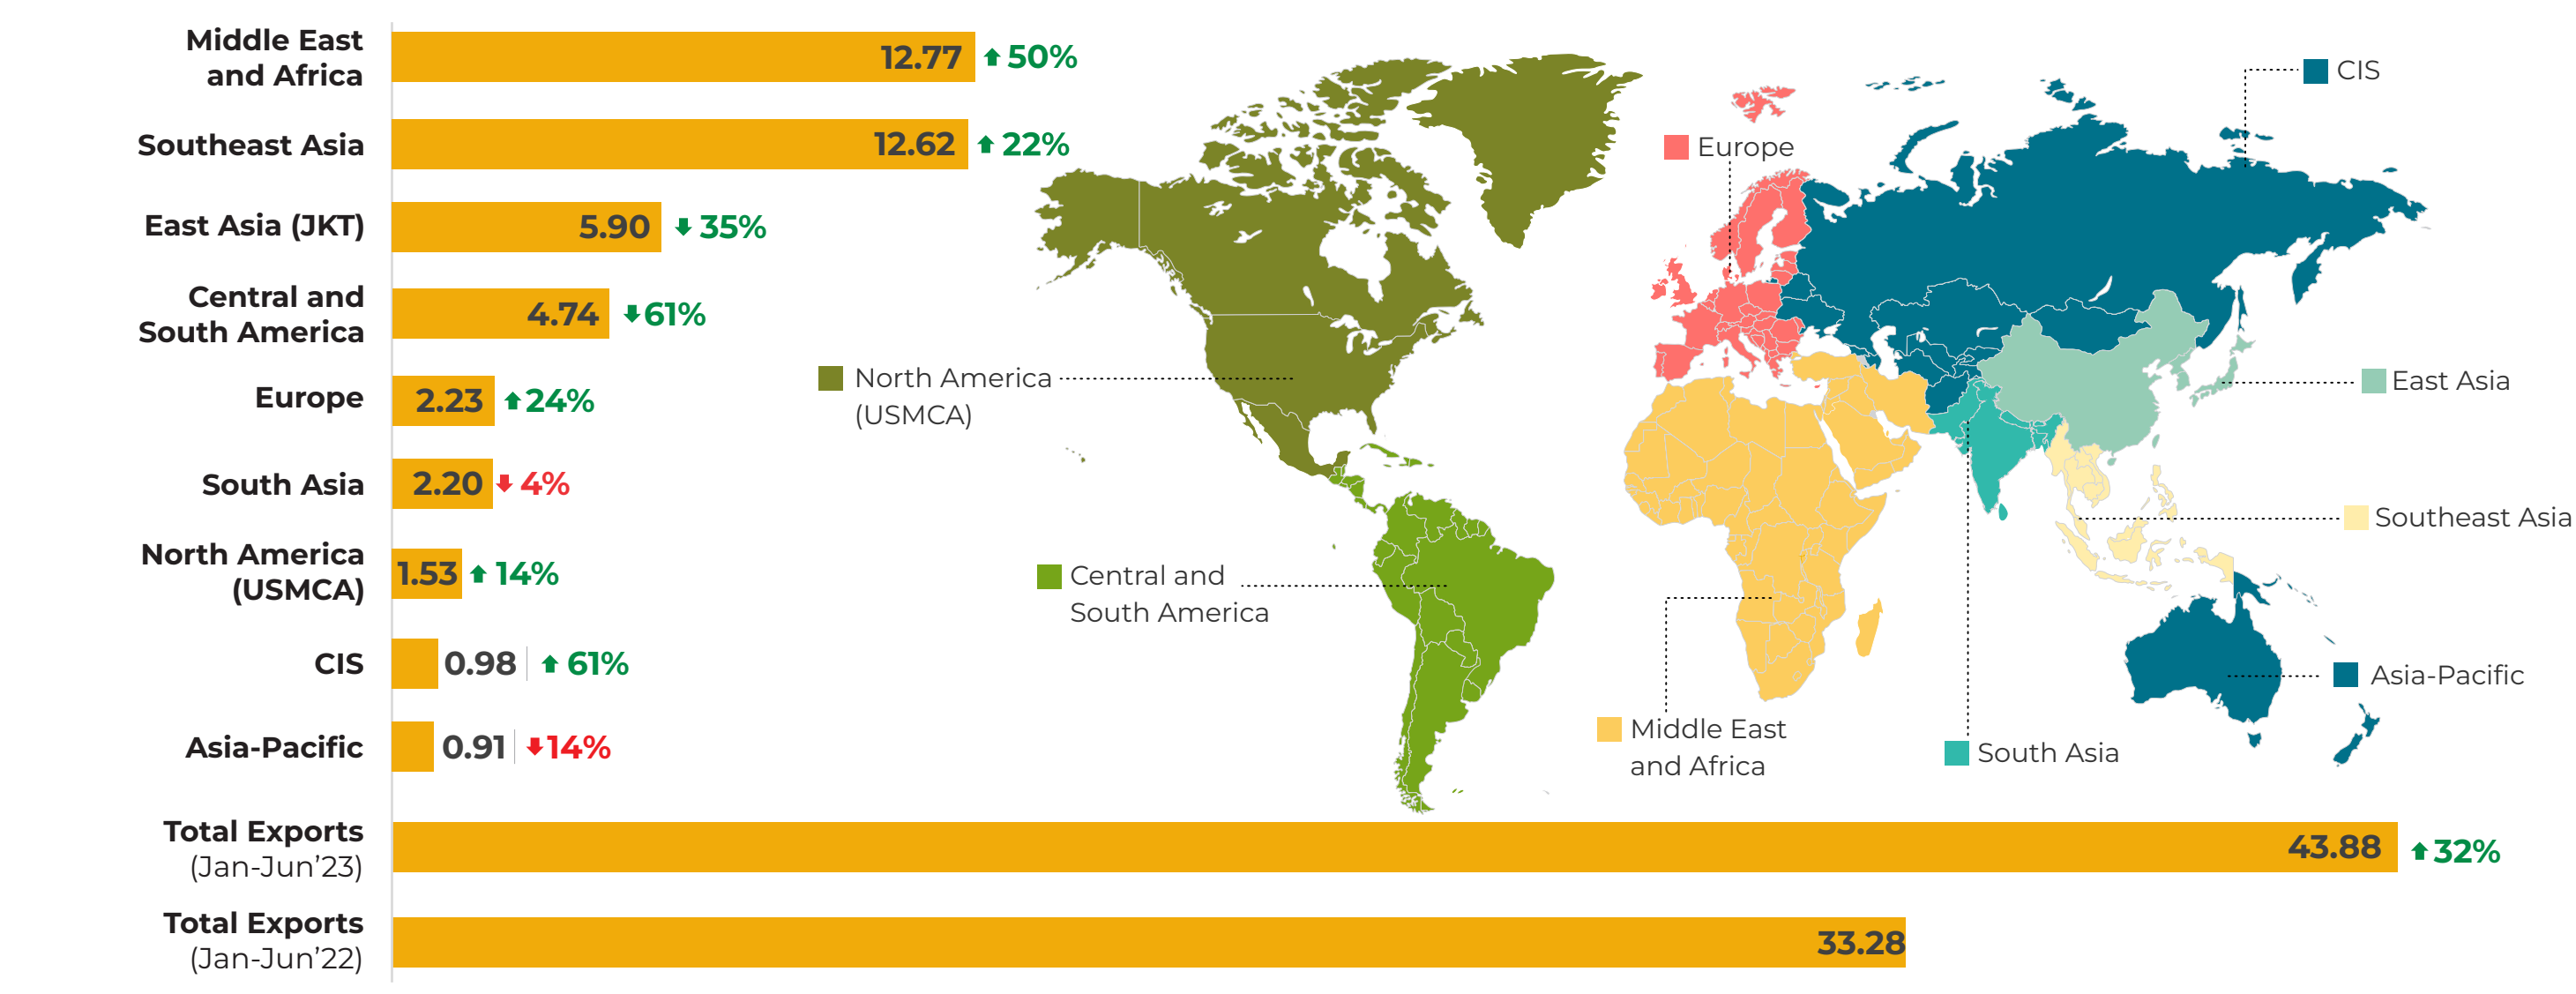 Middle East
and Africa
12.77
50%
Southeast Asia
12.62
22%
East Asia (JKT)
5.90
35%
Central and
South America
4.74
61%
Europe
2.23
24%
South Asia
2.20
4%
North America
(USMCA)
1.53
14%
CIS
0.98
61%
Asia-Pacific
0.91
14%
Total Exports
(Jan-Jun’23)
43.88
32%
Total Exports
(Jan-Jun’22)
33.28
CIS
Europe
North America
(USMCA)
East Asia
Southeast Asia
Central and
South America
Asia-Pacific
Middle East
and Africa
South Asia